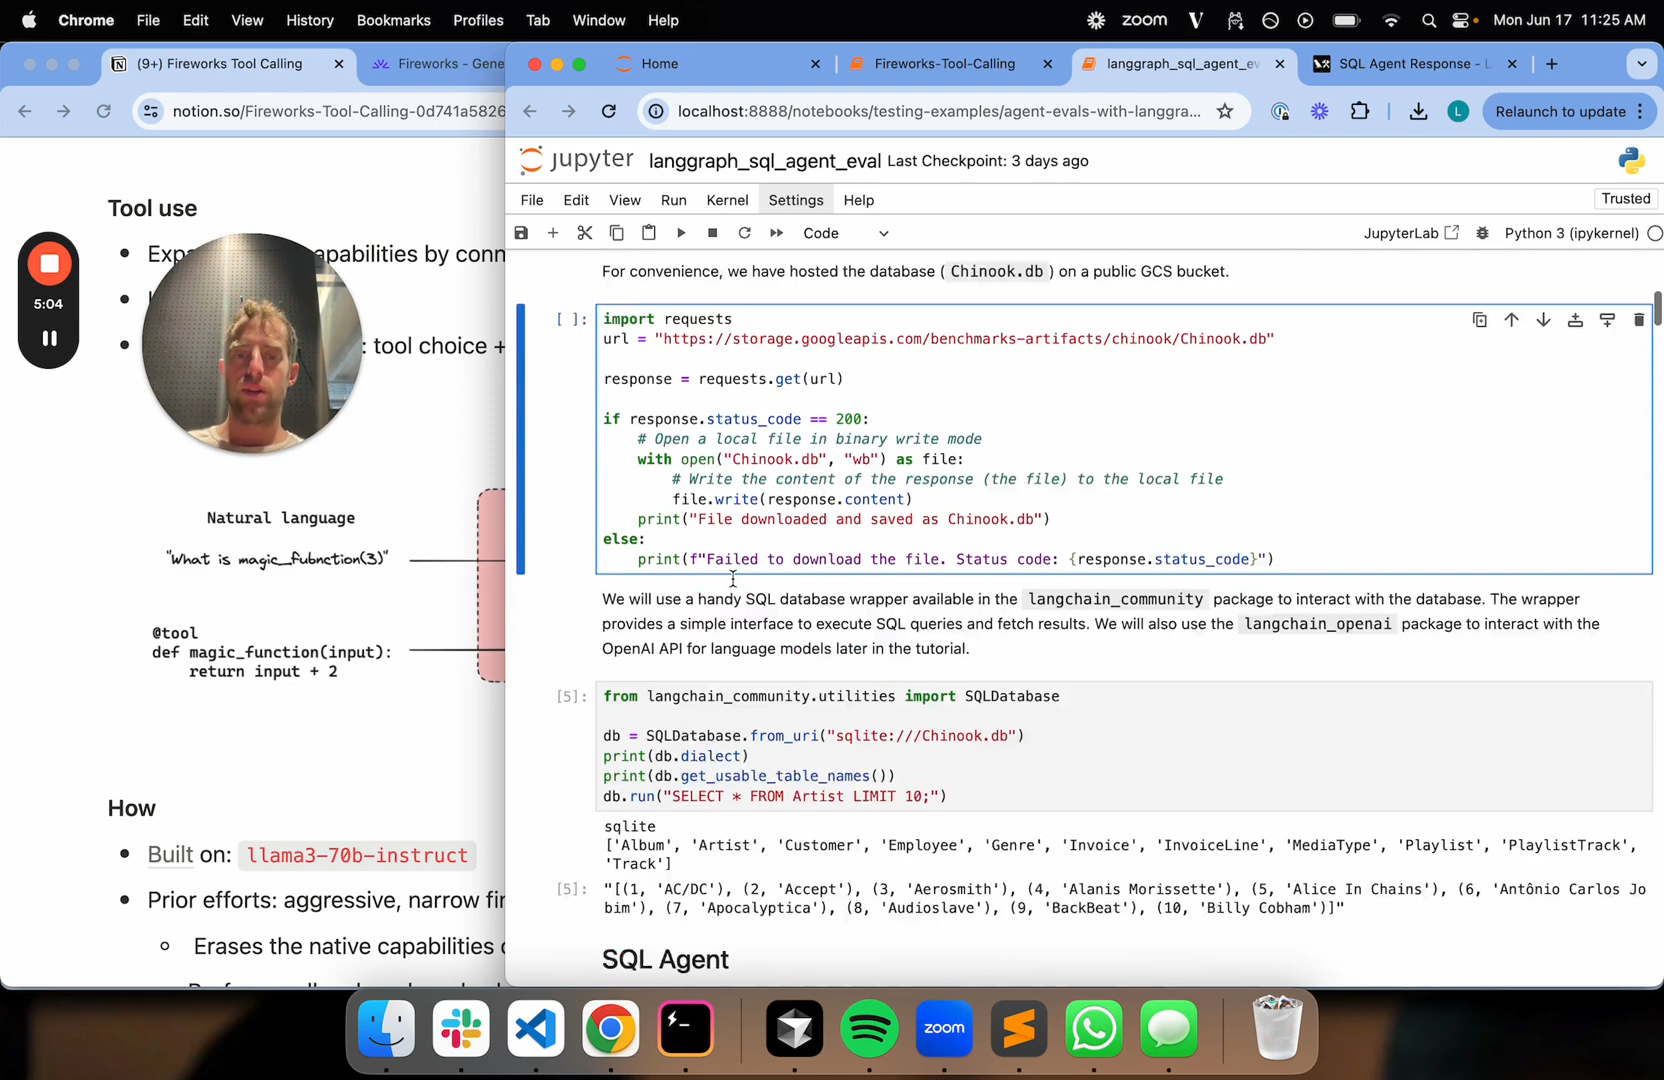 Chrome File Edit View History Bookmarks Profiles Tab Window Help
zoom Mon Jun 17 11:25 AM
(9+) Fireworks Tool Calling
Fireworks - Gene
notion.so/Fireworks-Tool-Calling-0d741a5826
Tool use
Expa
apabilities by conn
: tool choice +
5:04
Natural language
"What is magic_fubnction(3)"
@tool
def magic_function(input):
return input + 2
How
Built on: llama3-70b-instruct
Prior efforts: aggressive, narrow fir
Erases the native capabilities o
Home
Fireworks-Tool-Calling
langgraph_sql_agent_ev
SQL Agent Response - L
localhost:8888/notebooks/testing-examples/agent-evals-with-langgra...
L
Relaunch to update
jupyter langgraph_sql_agent_eval Last Checkpoint: 3 days ago
File Edit View Run Kernel Settings Help
Trusted
Code
JupyterLab
Python 3 (ipykernel)
For convenience, we have hosted the database ( Chinook.db ) on a public GCS bucket.
[ ]:
import requests
url = "https://storage.googleapis.com/benchmarks-artifacts/chinook/Chinook.db"
response = requests.get(url)
if response.status_code == 200:
# Open a local file in binary write mode
with open("Chinook.db", "wb") as file:
# Write the content of the response (the file) to the local file
file.write(response.content)
print("File downloaded and saved as Chinook.db")
else:
print(f"Failed to download the file. Status code: {response.status_code}")
We will use a handy SQL database wrapper available in the langchain_community package to interact with the database. The wrapper
provides a simple interface to execute SQL queries and fetch results. We will also use the langchain_openai package to interact with the
OpenAI API for language models later in the tutorial.
[5]:
from langchain_community.utilities import SQLDatabase
db = SQLDatabase.from_uri("sqlite:///Chinook.db")
print(db.dialect)
print(db.get_usable_table_names())
db.run("SELECT * FROM Artist LIMIT 10;")
sqlite
['Album', 'Artist', 'Customer', 'Employee', 'Genre', 'Invoice', 'InvoiceLine', 'MediaType', 'Playlist', 'PlaylistTrack',
'Track']
[5]:
"[(1, 'AC/DC'), (2, 'Accept'), (3, 'Aerosmith'), (4, 'Alanis Morissette'), (5, 'Alice In Chains'), (6, 'Antônio Carlos Jo
bim'), (7, 'Apocalyptica'), (8, 'Audioslave'), (9, 'BackBeat'), (10, 'Billy Cobham')]"
SQL Agent
zoom